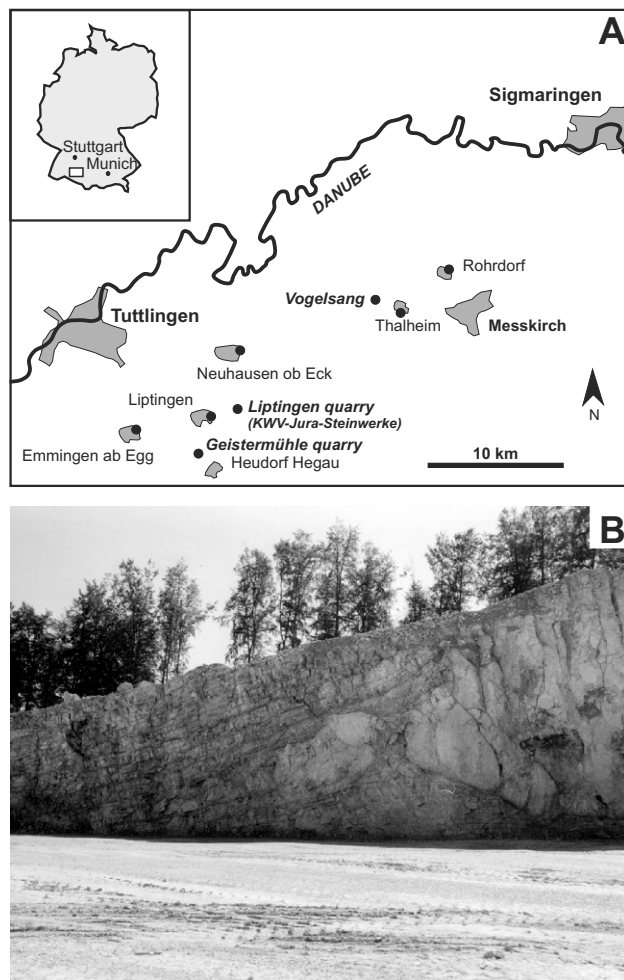 A
Stuttgart
Munich
Sigmaringen
DANUBE
Rohrdorf
Vogelsang
Thalheim
Messkirch
Tuttlingen
Neuhausen ob Eck
Liptingen
Liptingen quarry
(KWV-Jura-Steinwerke)
Emmingen ab Egg
Geistermühle quarry
Heudorf Hegau
10 km
N
B